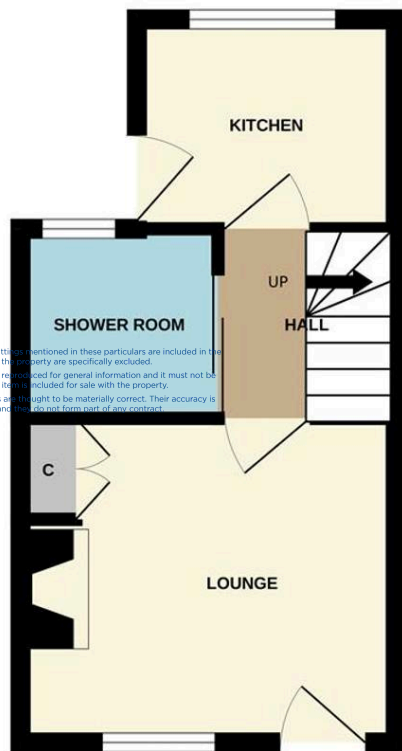 KITCHEN
UP
HALL
SHOWER ROOM
ttings mentioned in these particulars are included in the
the property are specifically excluded.
reproduced for general information and it must not be
item is included for sale with the property.
s are thought to be materially correct. Their accuracy is
and they do not form part of any contract.
C
LOUNGE